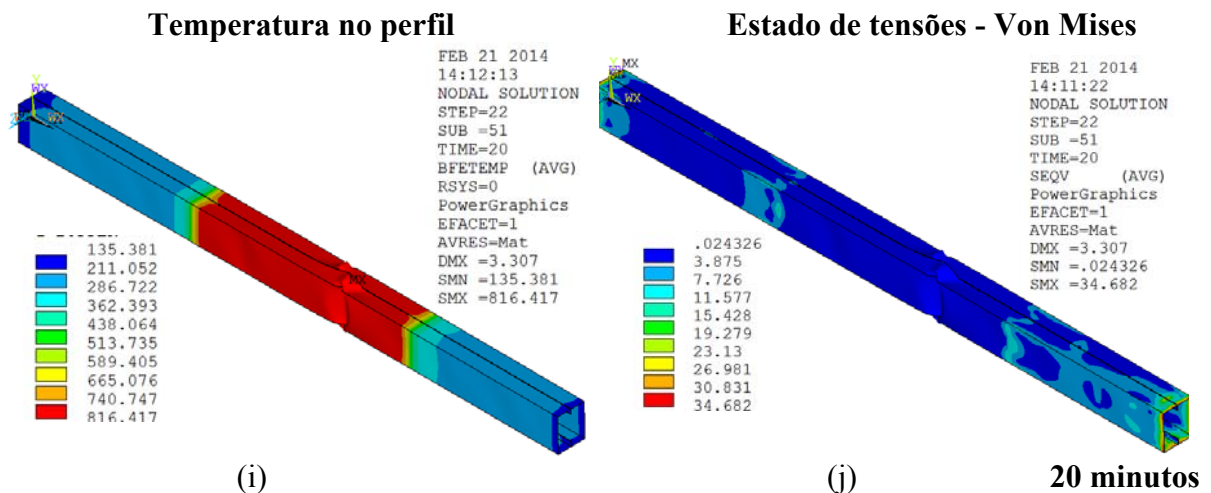 Temperatura no perfil
FEB 21 2014
14:12:13
NODAL SOLUTION
STEP=22
SUB =51
TIME=20
BFETEMP (AVG)
RSYS=0
PowerGraphics
EFACET=1
AVRES=Mat
DMX =3.307
SMN =135.381
SMX =816.417
Y
WX
MX
135.381
211.052
286.722
362.393
438.064
513.735
589.405
665.076
740.747
816.417
(i)
Estado de tensões - Von Mises
FEB 21 2014
14:11:22
NODAL SOLUTION
STEP=22
SUB =51
TIME=20
SEQV (AVG)
PowerGraphics
EFACET=1
AVRES=Mat
DMX =3.307
SMN =.024326
SMX =34.682
MX
WX
.024326
3.875
7.726
11.577
15.428
19.279
23.13
26.981
30.831
34.682
(j)
20 minutos